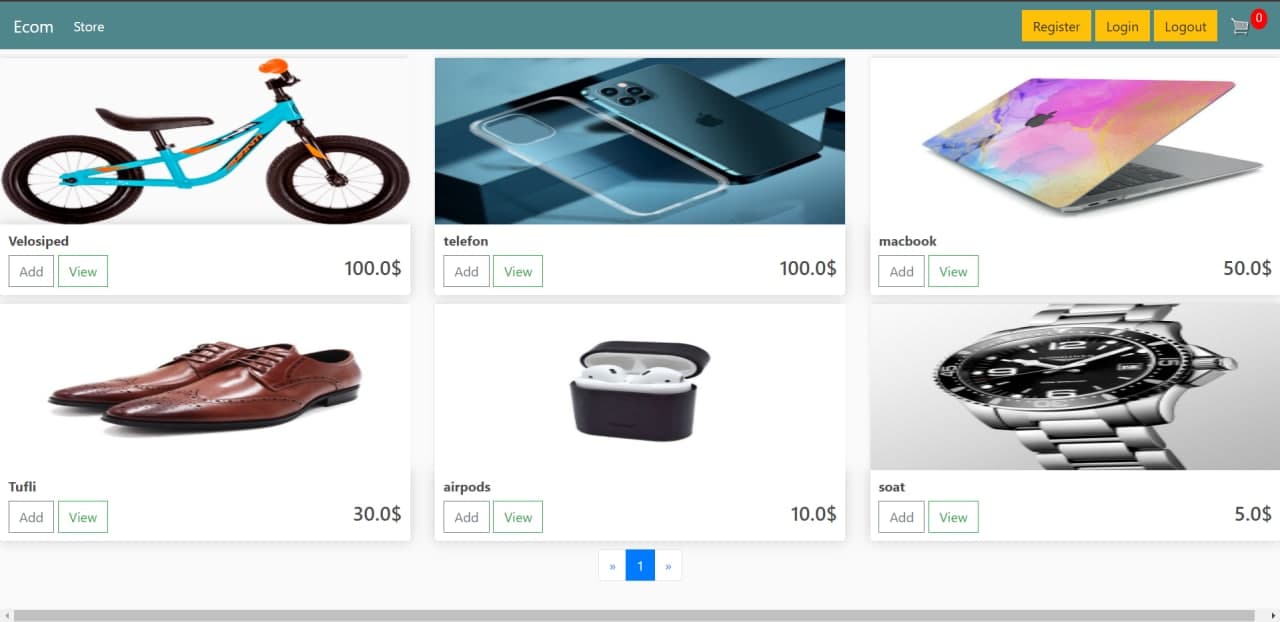 Ecom Store Register Login Logout 0
Velosiped telefon macbook
Add View 100.0$ Add View 100.0$ Add View 50.0$
Tufli airpods soat
Add View 30.0$ Add View 10.0$ Add View 5.0$
» 1 »